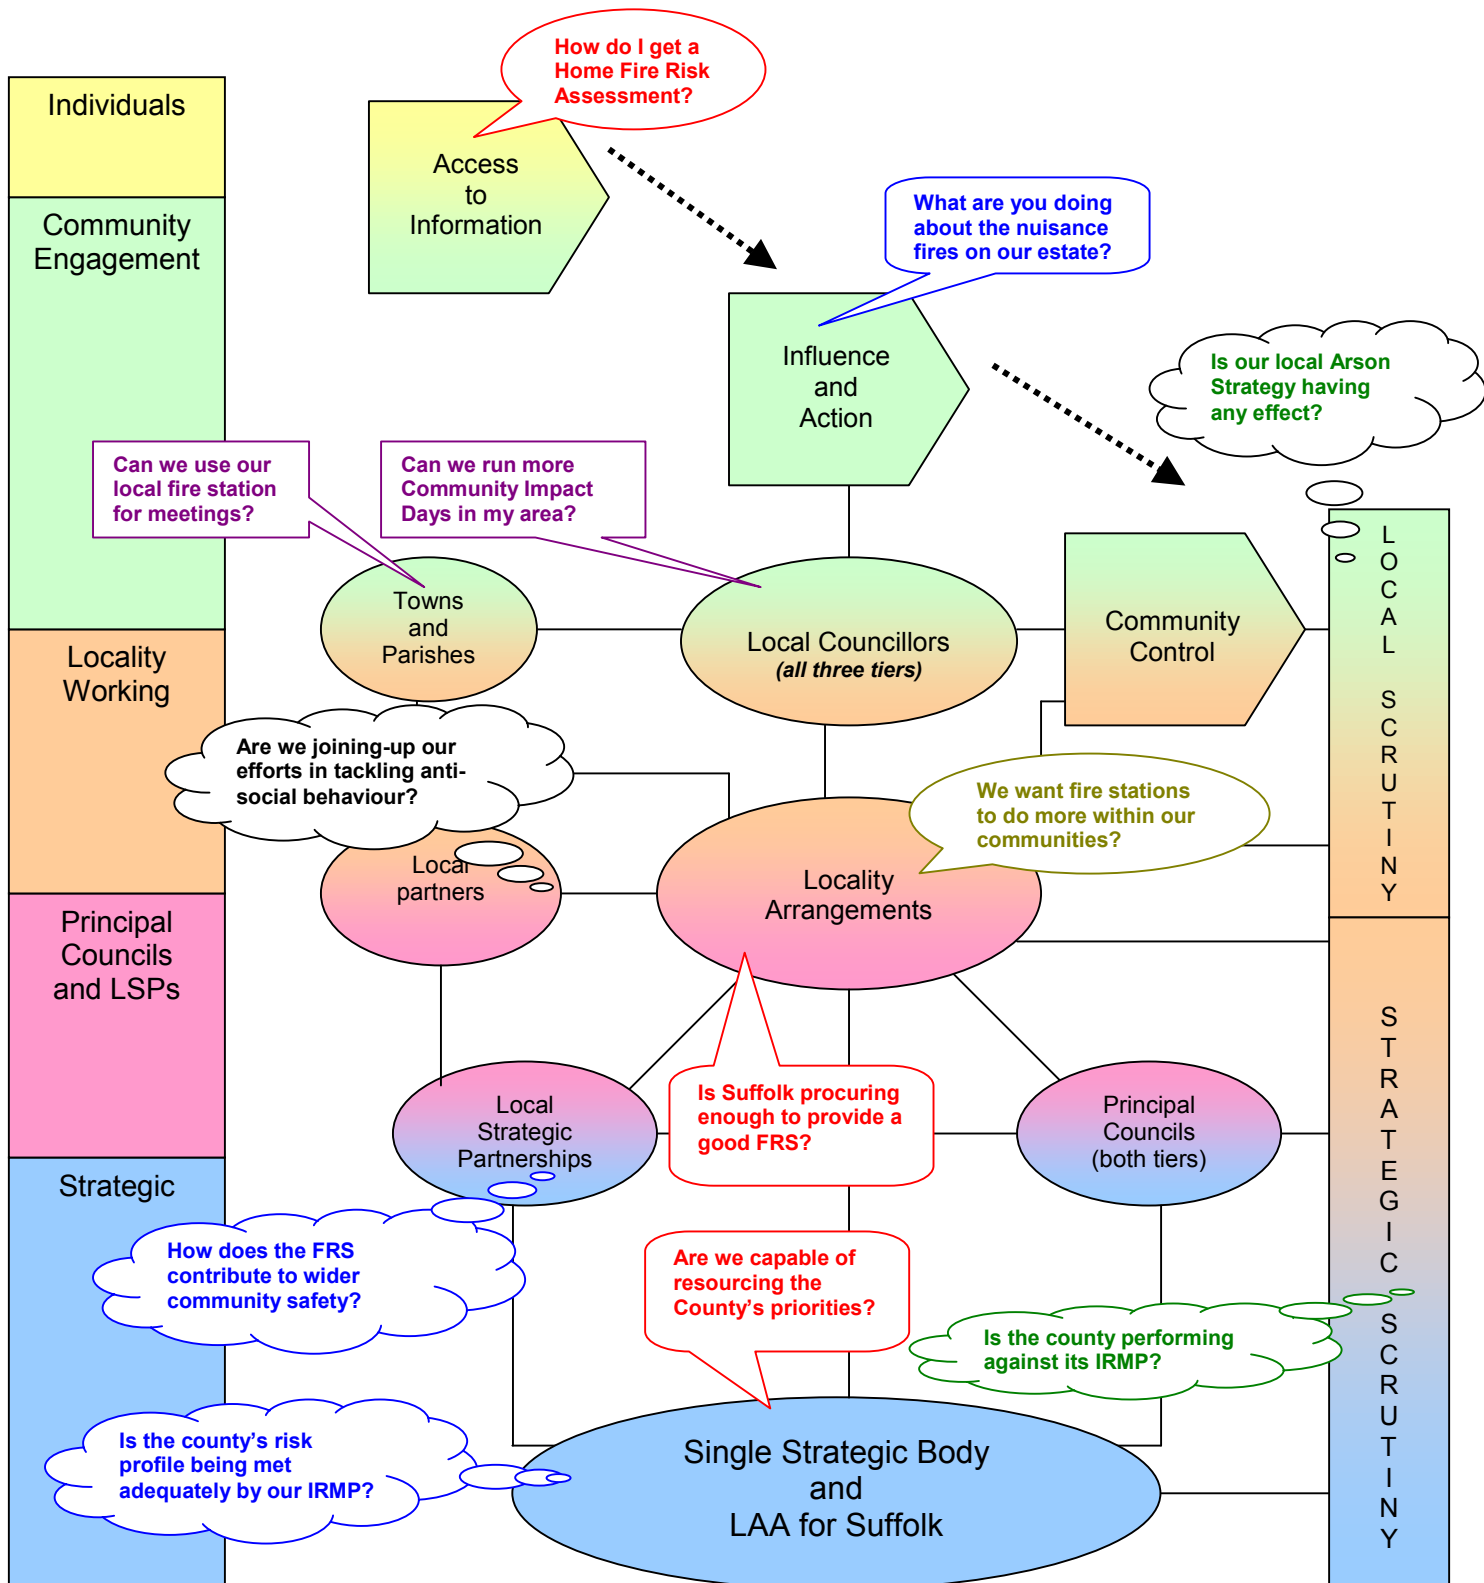 How do I get a
Home Fire Risk
Assessment?
Individuals
Access
to
Information
Community
Engagement
What are you doing
about the nuisance
fires on our estate?
Influence
and
Action
Is our local Arson
Strategy having
any effect?
Can we use our
local fire station
for meetings?
Can we run more
Community Impact
Days in my area?
Towns
and
Parishes
Local Councillors
(all three tiers)
Community
Control
LOCAL SCRUTINY
Locality
Working
Are we joining-up our
efforts in tackling anti-
social behaviour?
We want fire stations
to do more within our
communities?
Local
partners
Locality
Arrangements
Principal
Councils
and LSPs
STRATEGIC SCRUTINY
Is Suffolk procuring
enough to provide a
good FRS?
Local
Strategic
Partnerships
Principal
Councils
(both tiers)
Strategic
How does the FRS
contribute to wider
community safety?
Are we capable of
resourcing the
County's priorities?
Is the county performing
against its IRMP?
Is the county's risk
profile being met
adequately by our IRMP?
Single Strategic Body
and
LAA for Suffolk